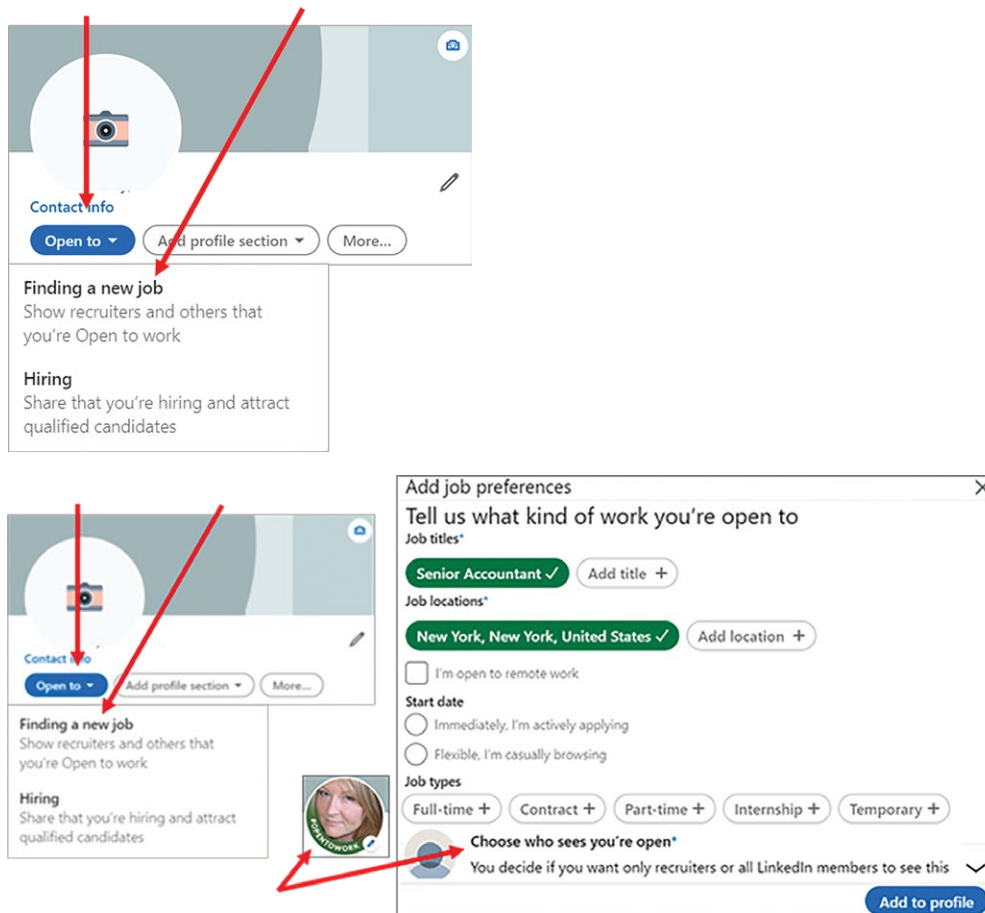 Contact info
Open to
Add profile section
More...
Finding a new job
Show recruiters and others that
you're Open to work
Hiring
Share that you're hiring and attract
qualified candidates
Contact info
Open to
Add profile section
More...
Finding a new job
Show recruiters and others that
you're Open to work
Hiring
Share that you're hiring and attract
qualified candidates
#OPENTOWORK
Add job preferences
Tell us what kind of work you're open to
Job titles*
Senior Accountant ✓
Add title +
Job locations*
New York, New York, United States ✓
Add location +
I'm open to remote work
Start date
Immediately, I'm actively applying
Flexible, I'm casually browsing
Job types
Full-time +
Contract +
Part-time +
Internship +
Temporary +
Choose who sees you're open*
You decide if you want only recruiters or all LinkedIn members to see this
Add to profile